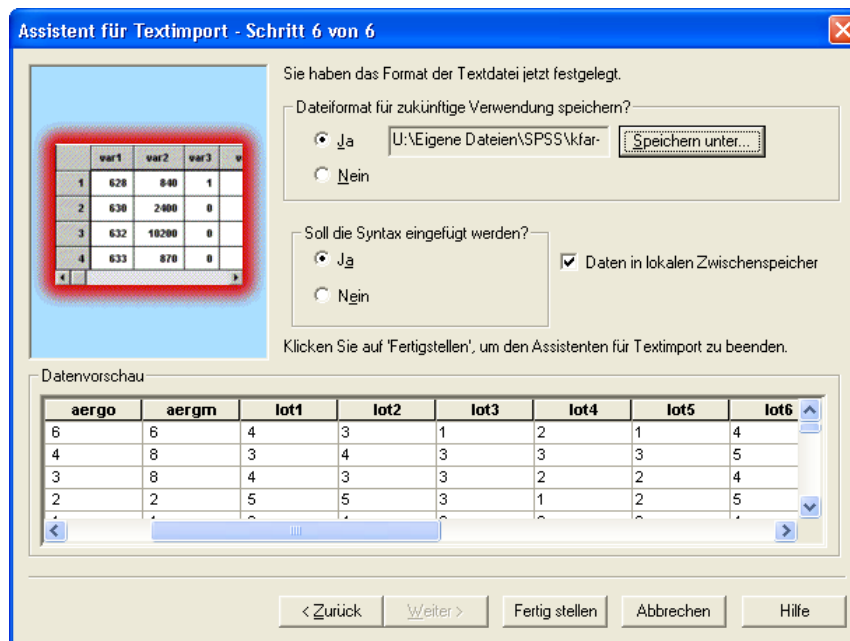 Assistent für Textimport - Schritt 6 von 6
Sie haben das Format der Textdatei jetzt festgelegt.
Dateiformat für zukünftige Verwendung speichern?
Ja U:\Eigene Dateien\SPSS\kfar- Speichern unter...
Nein
var1 var2 var3 v
1 628 840 1
2 630 2400 0
3 632 10200 0
4 633 870 0
Soll die Syntax eingefügt werden?
Ja
Nein
Daten in lokalen Zwischenspeicher
Klicken Sie auf 'Fertigstellen', um den Assistenten für Textimport zu beenden.
Datenvorschau
aergo aergm lot1 lot2 lot3 lot4 lot5 lot6
6 6 4 3 1 2 1 4
4 8 3 4 3 3 3 5
3 8 4 3 3 2 2 4
2 2 5 5 3 1 2 5
< Zurück Weiter > Fertig stellen Abbrechen Hilfe